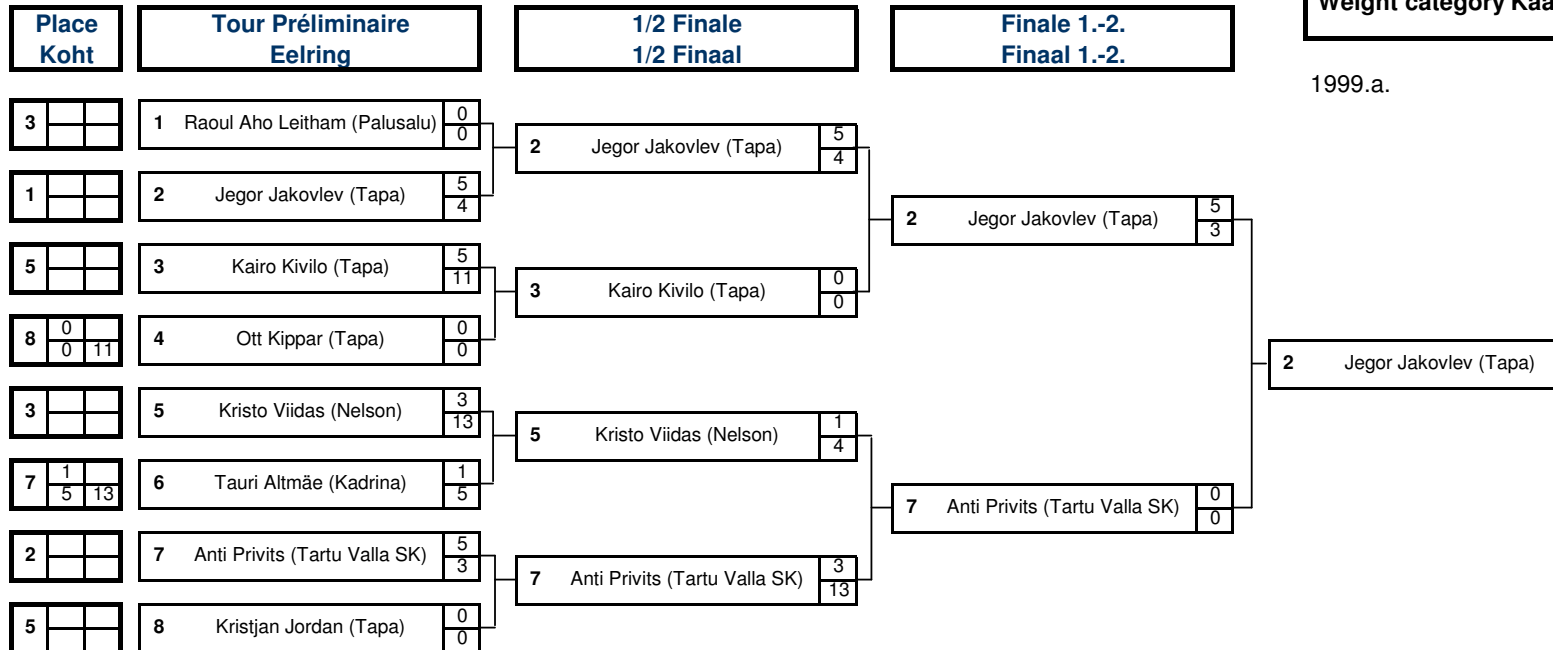 Weight category Kaa
Place
Koht
Tour Préliminaire
Eelring
1/2 Finale
1/2 Finaal
Finale 1.-2.
Finaal 1.-2.
1999.a.
3
1 Raoul Aho Leitham (Palusalu) 0
0
2 Jegor Jakovlev (Tapa) 5
4
1
2 Jegor Jakovlev (Tapa) 5
4
2 Jegor Jakovlev (Tapa) 5
3
5
3 Kairo Kivilo (Tapa) 5
11
3 Kairo Kivilo (Tapa) 0
0
8 0
0 11
4 Ott Kippar (Tapa) 0
0
2 Jegor Jakovlev (Tapa)
3
5 Kristo Viidas (Nelson) 3
13
5 Kristo Viidas (Nelson) 1
4
7 1
5 13
6 Tauri Altmäe (Kadrina) 1
5
7 Anti Privits (Tartu Valla SK) 0
0
2
7 Anti Privits (Tartu Valla SK) 5
3
7 Anti Privits (Tartu Valla SK) 3
13
5
8 Kristjan Jordan (Tapa) 0
0